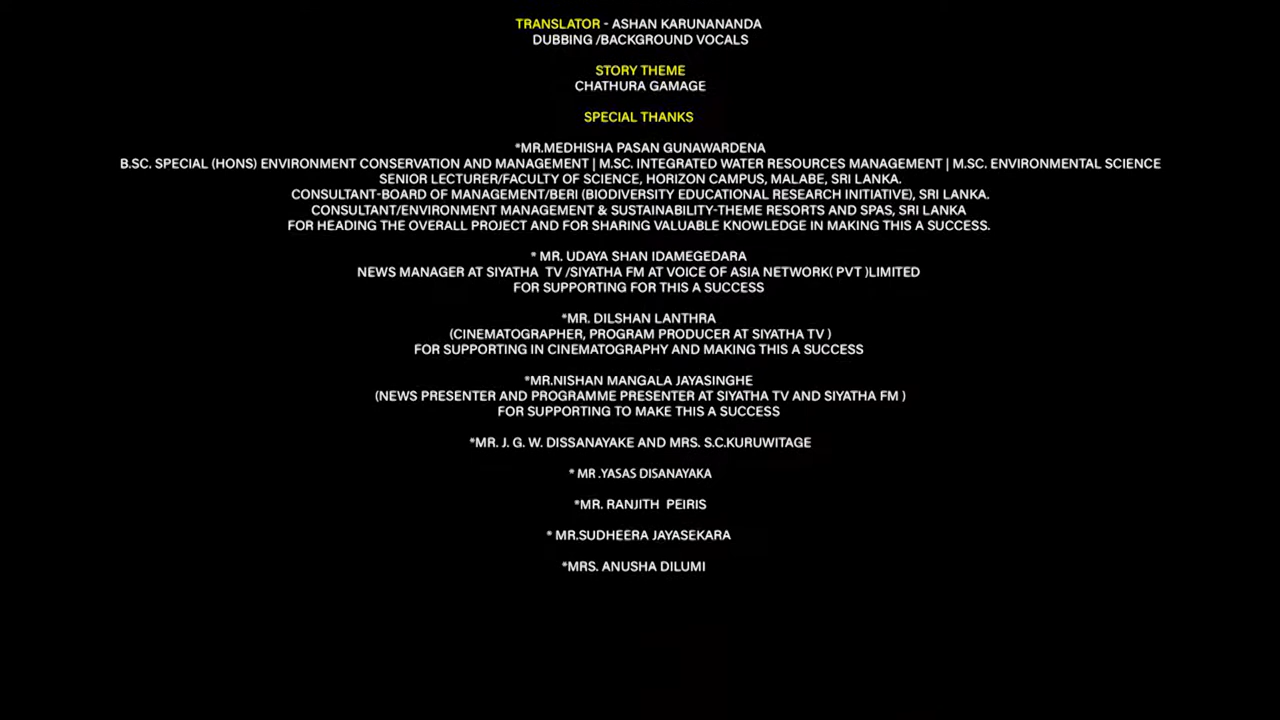 TRANSLATOR - ASHAN KARUNANANDA
DUBBING /BACKGROUND VOCALS
STORY THEME
CHATHURA GAMAGE
SPECIAL THANKS
*MR.MEDHISHA PASAN GUNAWARDENA
B.SC. SPECIAL (HONS) ENVIRONMENT CONSERVATION AND MANAGEMENT | M.SC. INTEGRATED WATER RESOURCES MANAGEMENT | M.SC. ENVIRONMENTAL SCIENCE
SENIOR LECTURER/FACULTY OF SCIENCE, HORIZON CAMPUS, MALABE, SRI LANKA.
CONSULTANT-BOARD OF MANAGEMENT/BERI (BIODIVERSITY EDUCATIONAL RESEARCH INITIATIVE), SRI LANKA.
CONSULTANT/ENVIRONMENT MANAGEMENT & SUSTAINABILITY-THEME RESORTS AND SPAS, SRI LANKA
FOR HEADING THE OVERALL PROJECT AND FOR SHARING VALUABLE KNOWLEDGE IN MAKING THIS A SUCCESS.
* MR. UDAYA SHAN IDAMEGEDARA
NEWS MANAGER AT SIYATHA  TV /SIYATHA FM AT VOICE OF ASIA NETWORK( PVT )LIMITED
FOR SUPPORTING FOR THIS A SUCCESS
*MR. DILSHAN LANTHRA
(CINEMATOGRAPHER, PROGRAM PRODUCER AT SIYATHA TV )
FOR SUPPORTING IN CINEMATOGRAPHY AND MAKING THIS A SUCCESS
*MR.NISHAN MANGALA JAYASINGHE
(NEWS PRESENTER AND PROGRAMME PRESENTER AT SIYATHA TV AND SIYATHA FM )
FOR SUPPORTING TO MAKE THIS A SUCCESS
*MR. J. G. W. DISSANAYAKE AND MRS. S.C.KURUWITAGE
* MR .YASAS DISANAYAKA
*MR. RANJITH  PEIRIS
* MR.SUDHEERA JAYASEKARA
*MRS. ANUSHA DILUMI